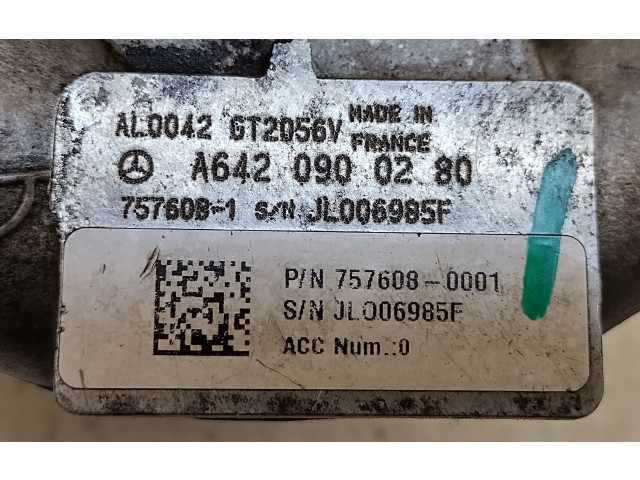 AL0042 GT2056V MADE IN FRANCE
A642 090 02 80
757608-1 S/N JL006985F
P/N 757608-0001
S/N JL006985F
ACC Num.:0